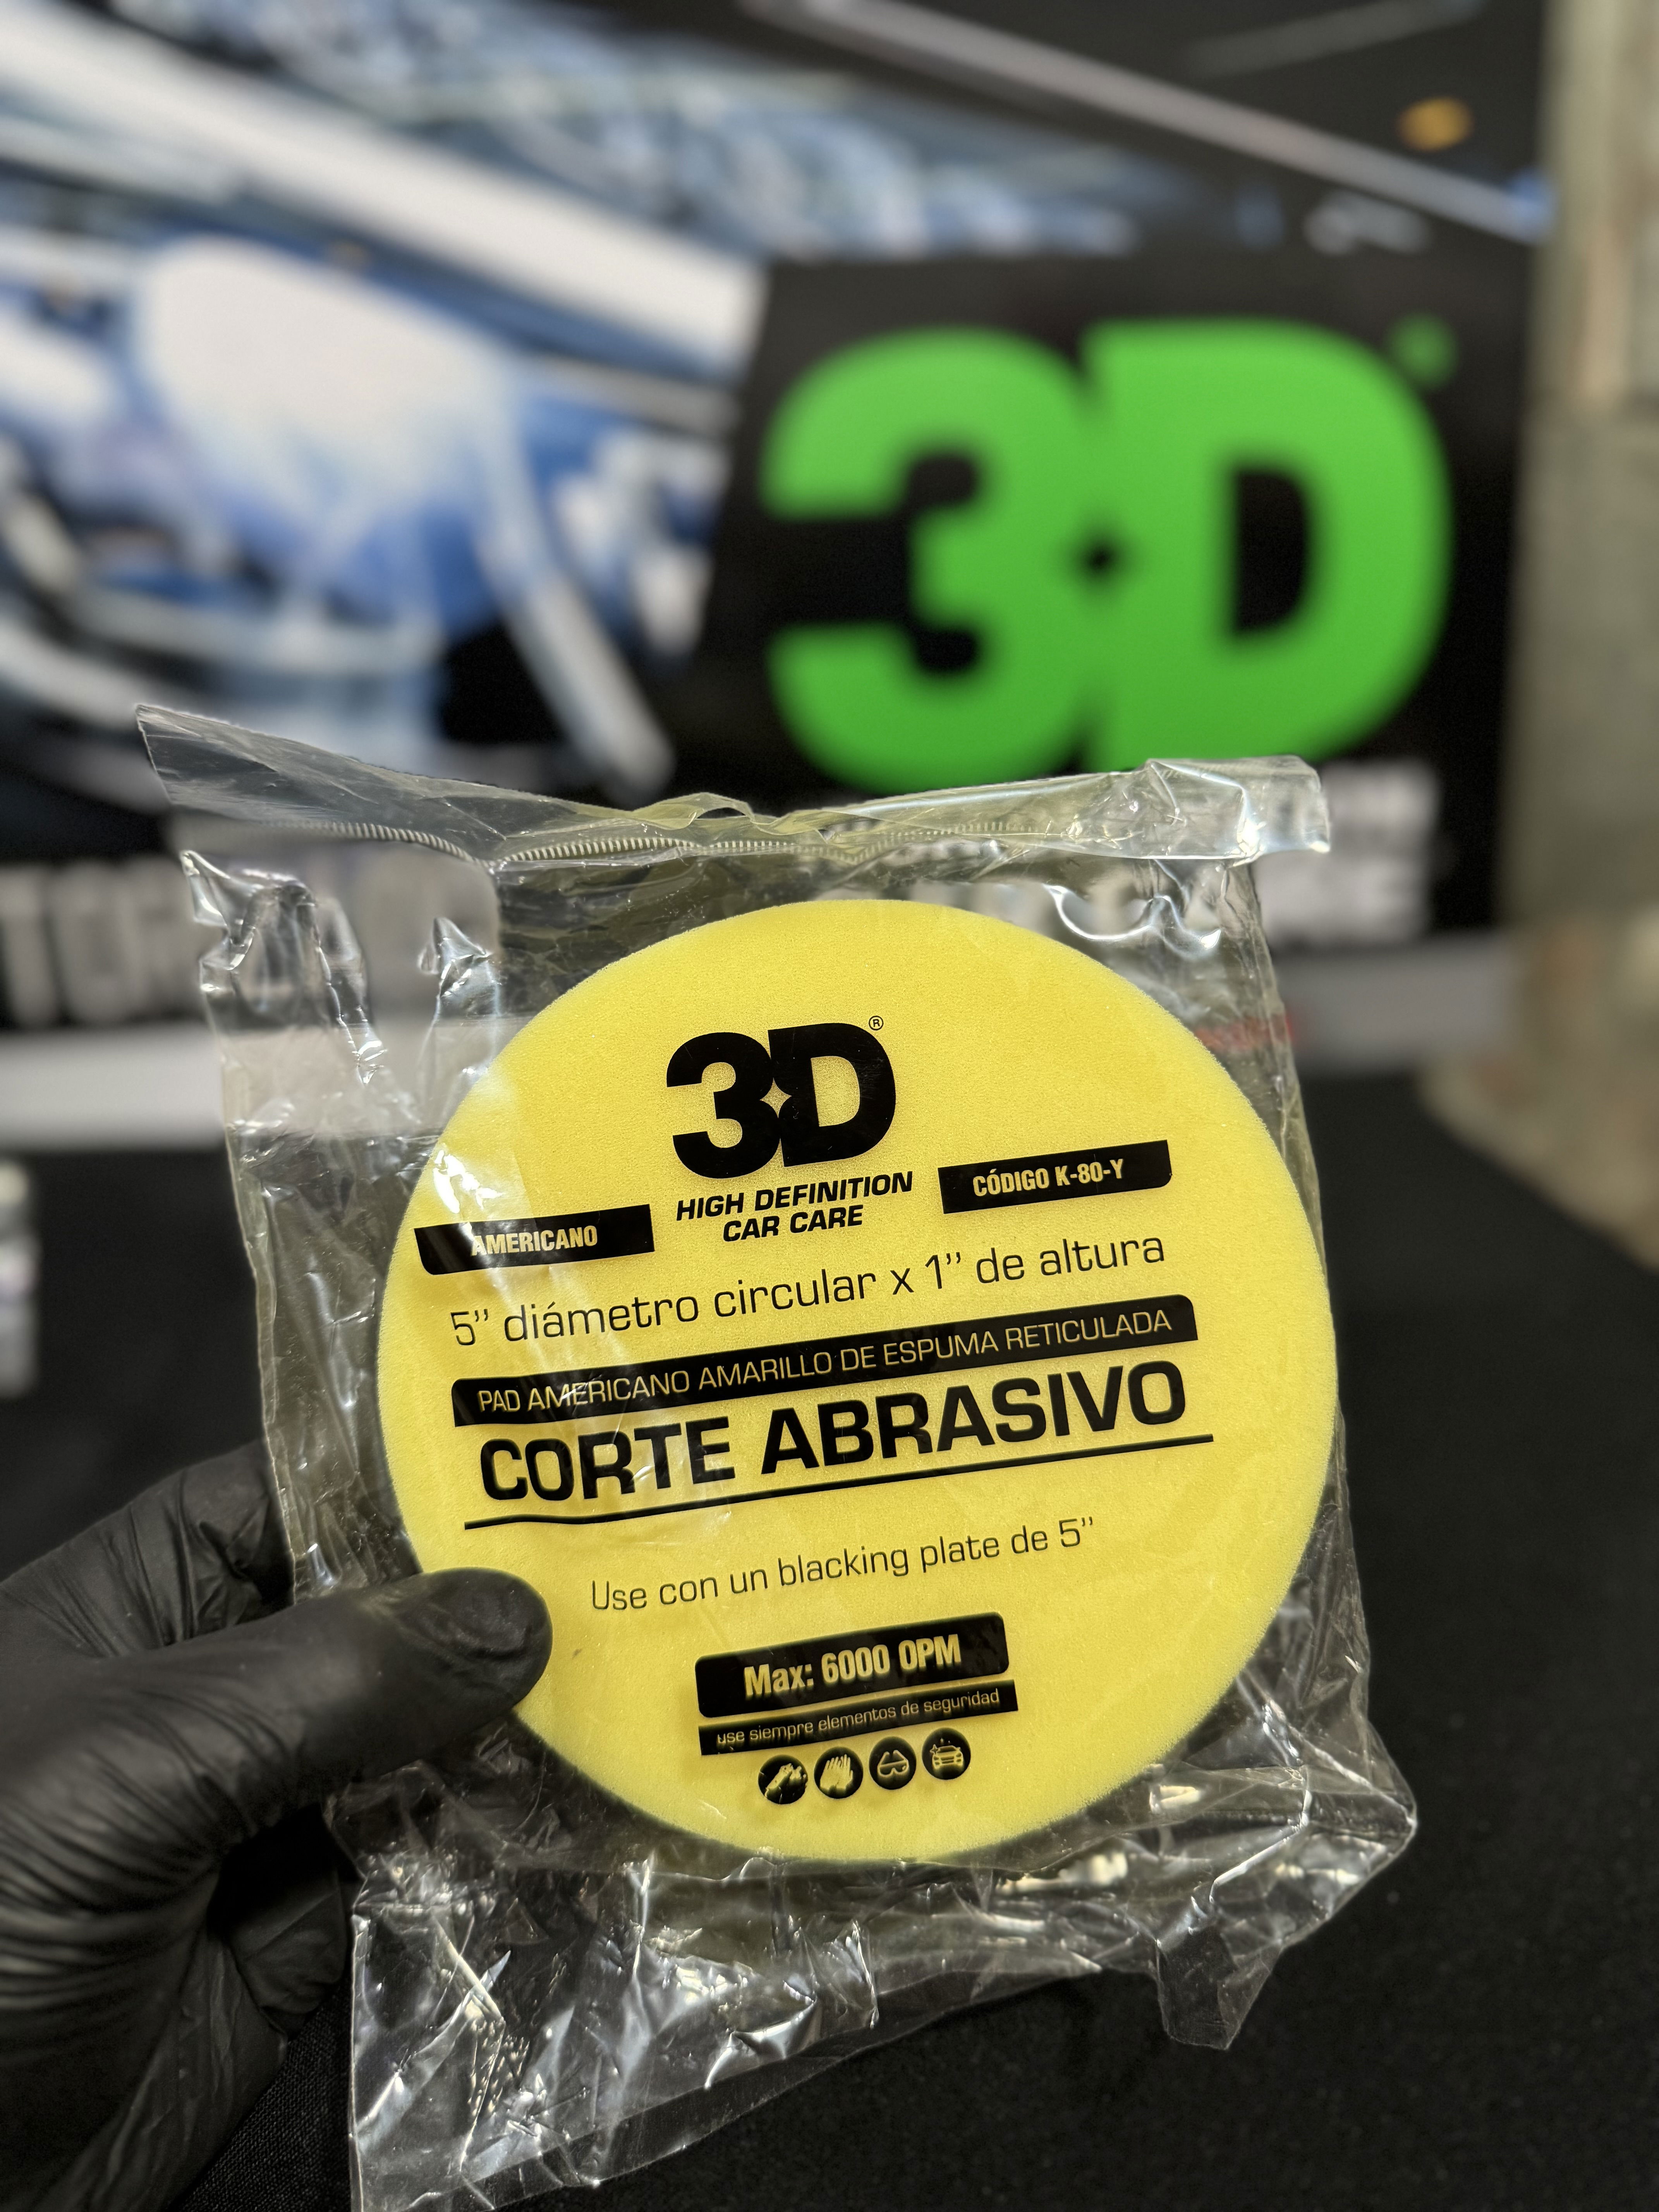 3D
3D®
HIGH DEFINITION
CAR CARE
AMERICANO
CÓDIGO K-80-Y
5” diámetro circular x 1” de altura
PAD AMERICANO AMARILLO DE ESPUMA RETICULADA
CORTE ABRASIVO
Use con un blacking plate de 5”
Max: 6000 OPM
use siempre elementos de seguridad